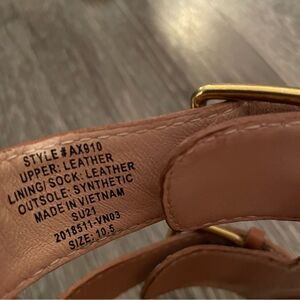 STYLE #AX910
UPPER: LEATHER
LINING/ SOCK: LEATHER
OUTSOLE: SYNTHETIC
MADE IN VIETNAM
SU21
2018511-VN03
SIZE: 10.5